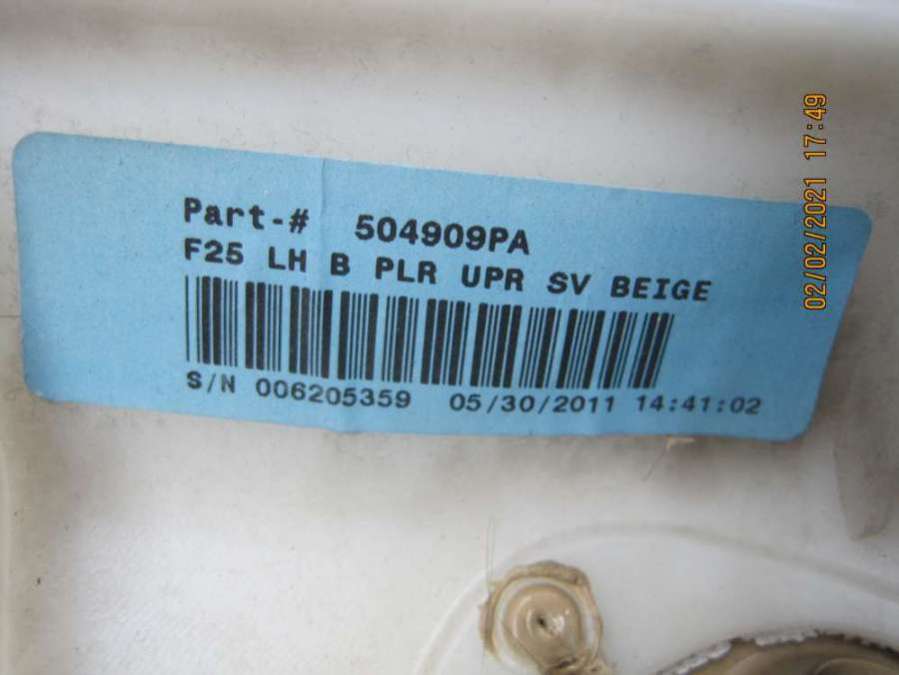 Part-# 504909PA
F25 LH B PLR UPR SV BEIGE
S/N 006205359 05/30/2011 14:41:02
02/02/2021 17:49